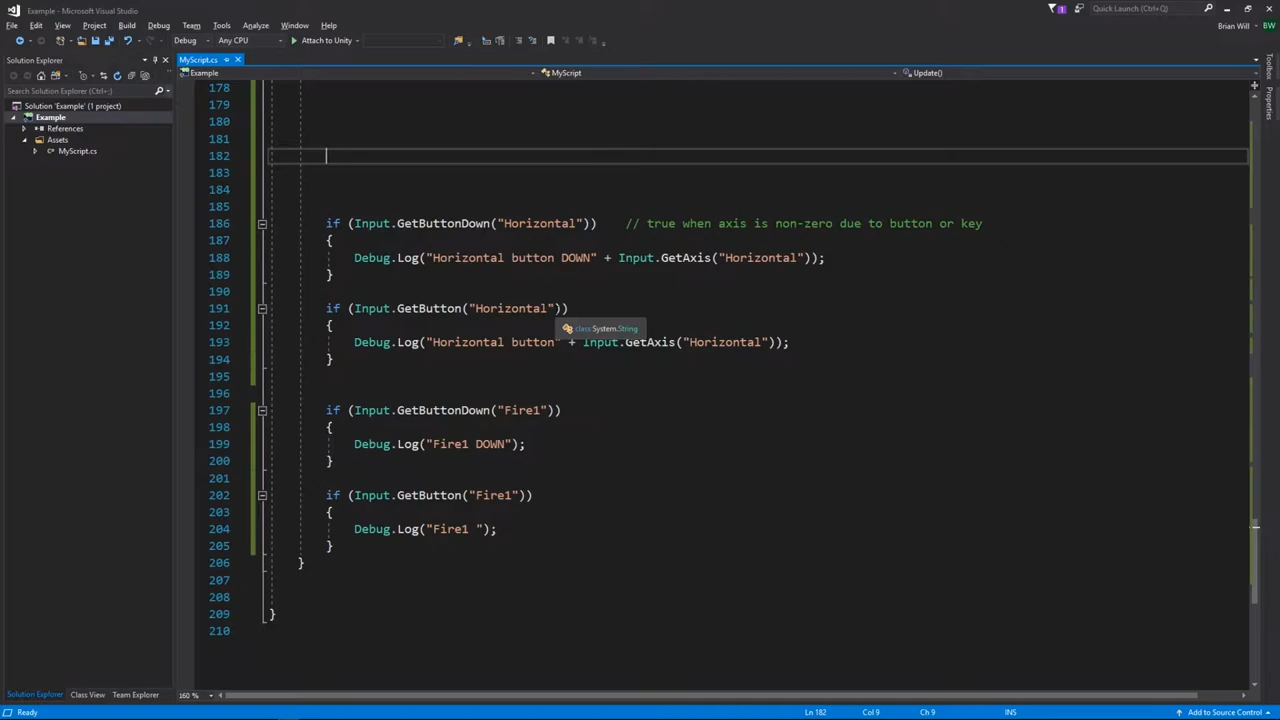 Example - Microsoft Visual Studio
Quick Launch (Ctrl+Q)
File Edit View Project Build Debug Team Tools Analyze Window Help
Brian Will BW
Debug Any CPU Attach to Unity
Solution Explorer
MyScript.cs
Example MyScript Update()
Search Solution Explorer (Ctrl+;)
Solution 'Example' (1 project)
Example
References
Assets
MyScript.cs
Toolbox
Properties
178
179
180
181
182
183
184
185
186 if (Input.GetButtonDown("Horizontal")) // true when axis is non-zero due to button or key
187 {
188 Debug.Log("Horizontal button DOWN" + Input.GetAxis("Horizontal"));
189 }
190
191 if (Input.GetButton("Horizontal"))
192 {
class System.String
193 Debug.Log("Horizontal button" + Input.GetAxis("Horizontal"));
194 }
195
196
197 if (Input.GetButtonDown("Fire1"))
198 {
199 Debug.Log("Fire1 DOWN");
200 }
201
202 if (Input.GetButton("Fire1"))
203 {
204 Debug.Log("Fire1 ");
205 }
206 }
207
208
209 }
210
Solution Explorer Class View Team Explorer
160 %
Ready Ln 182 Col 9 Ch 9 INS Add to Source Control